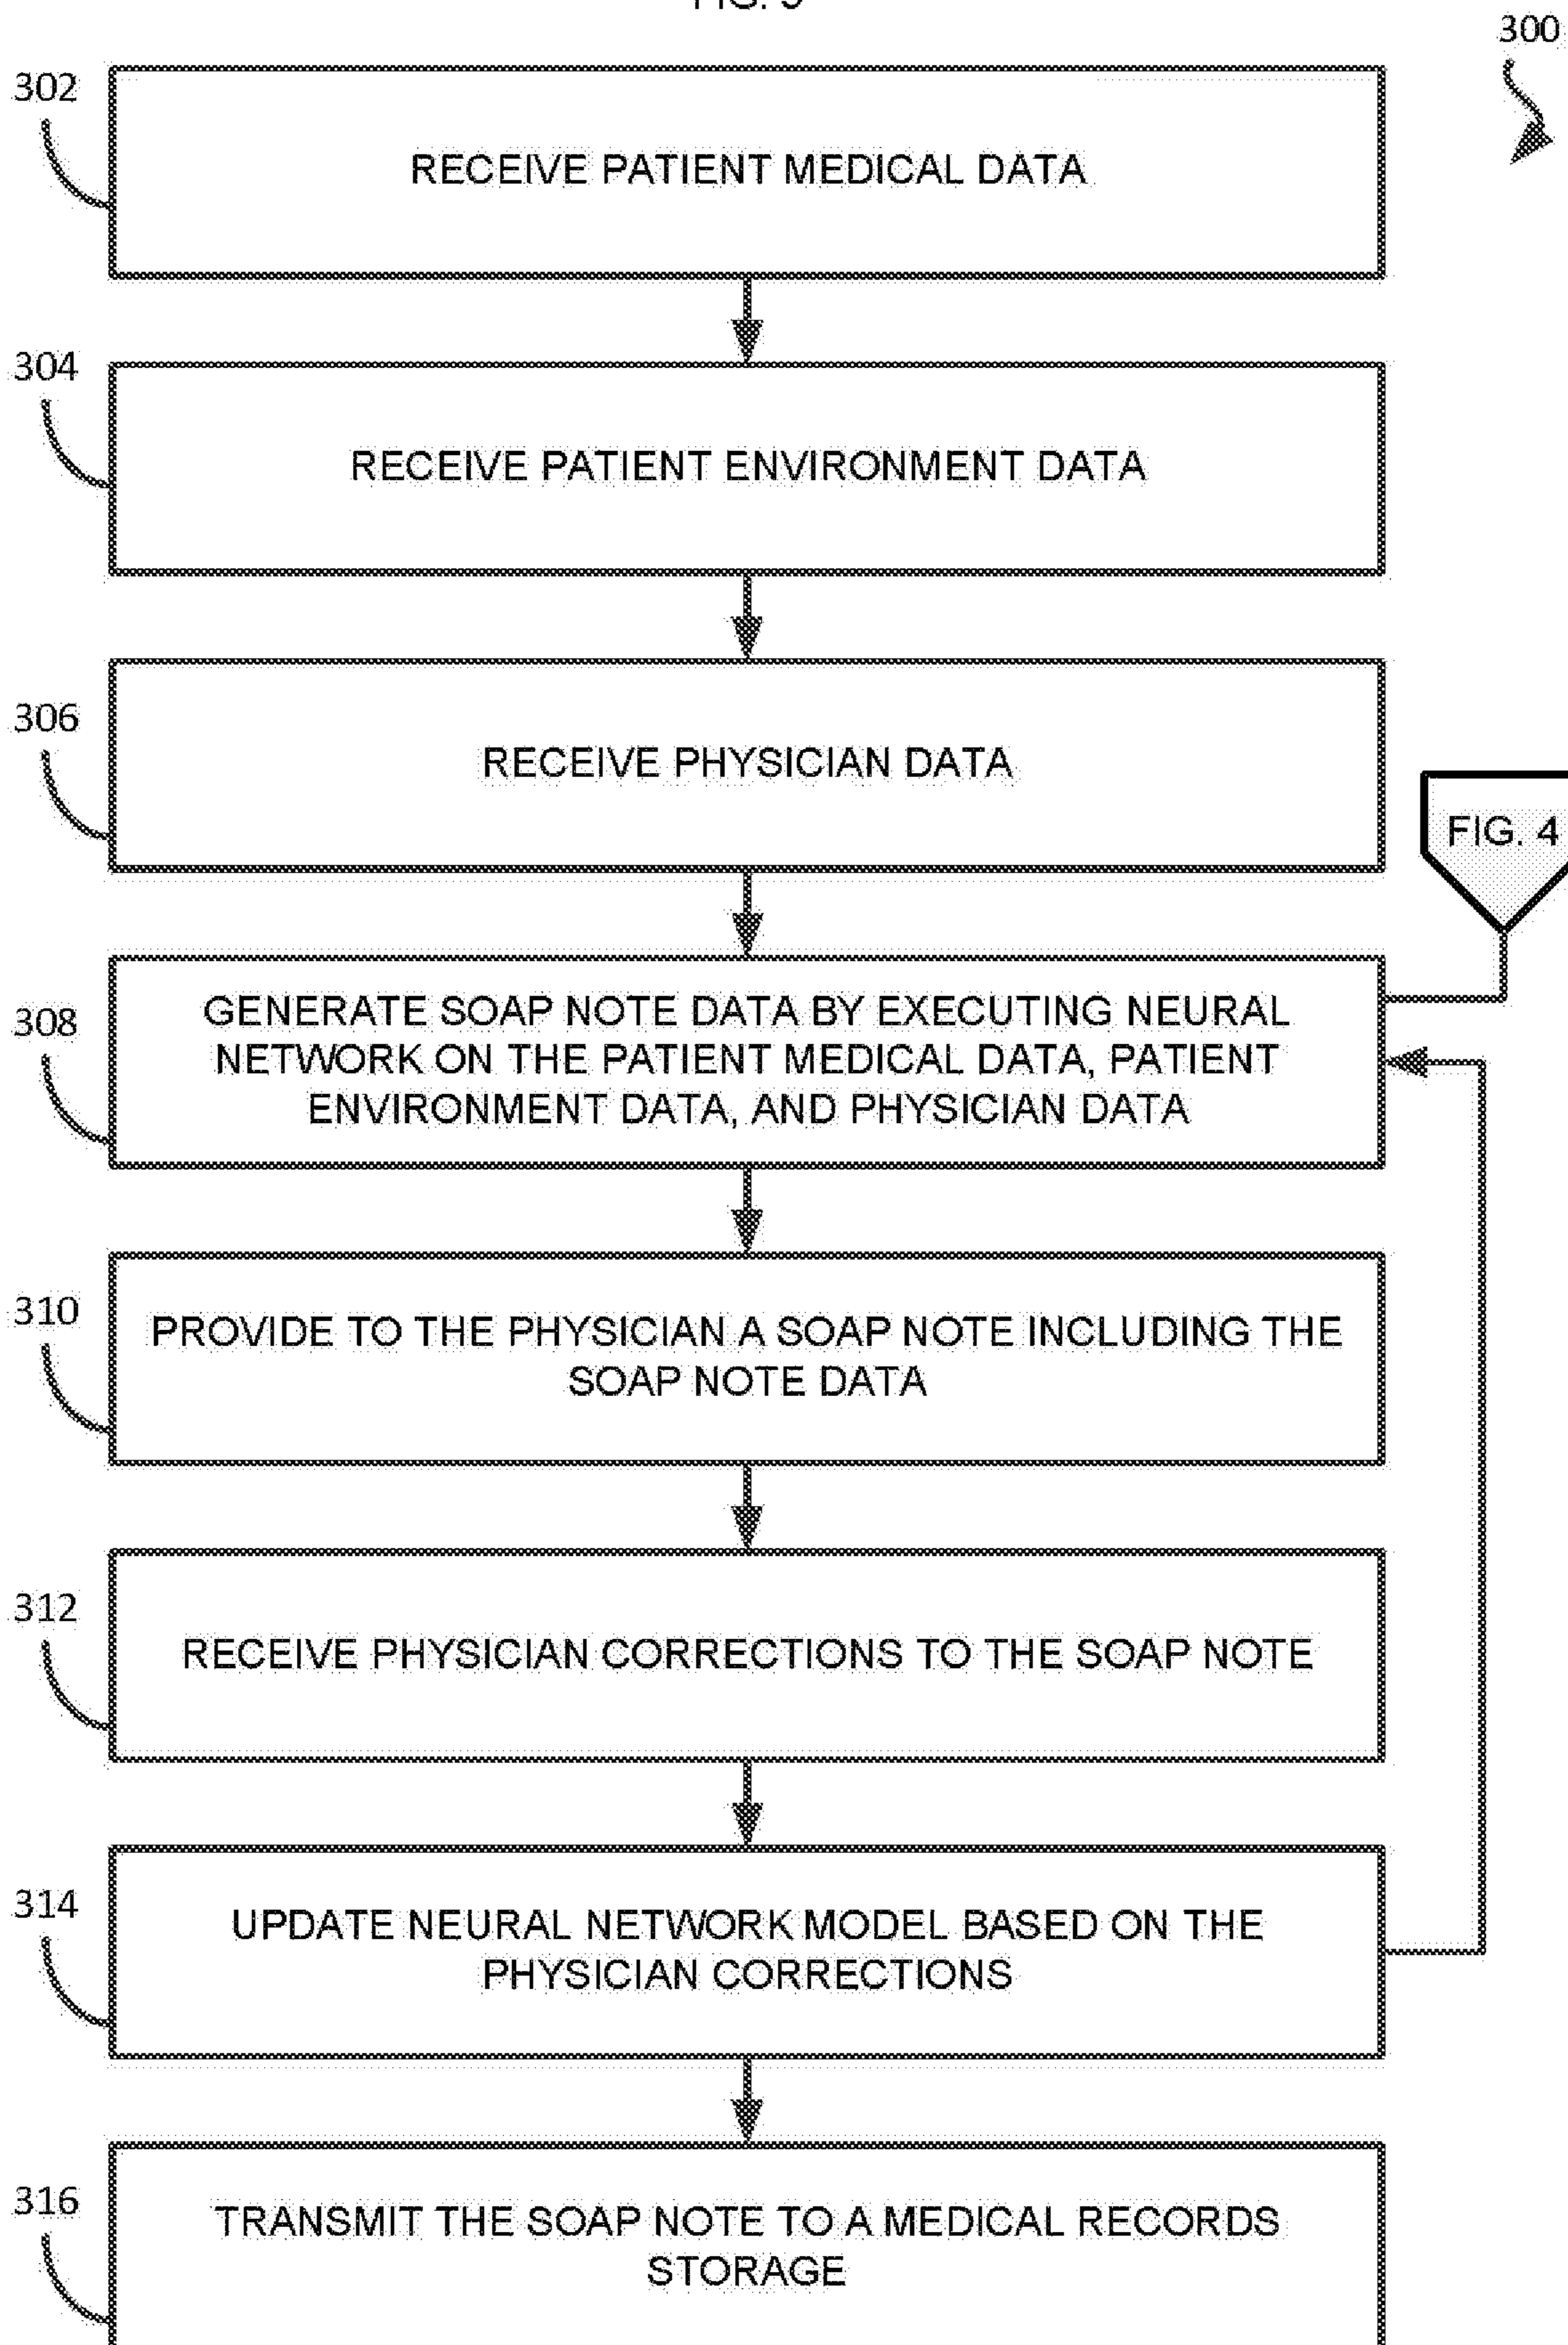 300
302
RECEIVE PATIENT MEDICAL DATA
304
RECEIVE PATIENT ENVIRONMENT DATA
306
RECEIVE PHYSICIAN DATA
FIG. 4
308
GENERATE SOAP NOTE DATA BY EXECUTING NEURAL
NETWORK ON THE PATIENT MEDICAL DATA, PATIENT
ENVIRONMENT DATA, AND PHYSICIAN DATA
310
PROVIDE TO THE PHYSICIAN A SOAP NOTE INCLUDING THE
SOAP NOTE DATA
312
RECEIVE PHYSICIAN CORRECTIONS TO THE SOAP NOTE
314
UPDATE NEURAL NETWORK MODEL BASED ON THE
PHYSICIAN CORRECTIONS
316
TRANSMIT THE SOAP NOTE TO A MEDICAL RECORDS
STORAGE